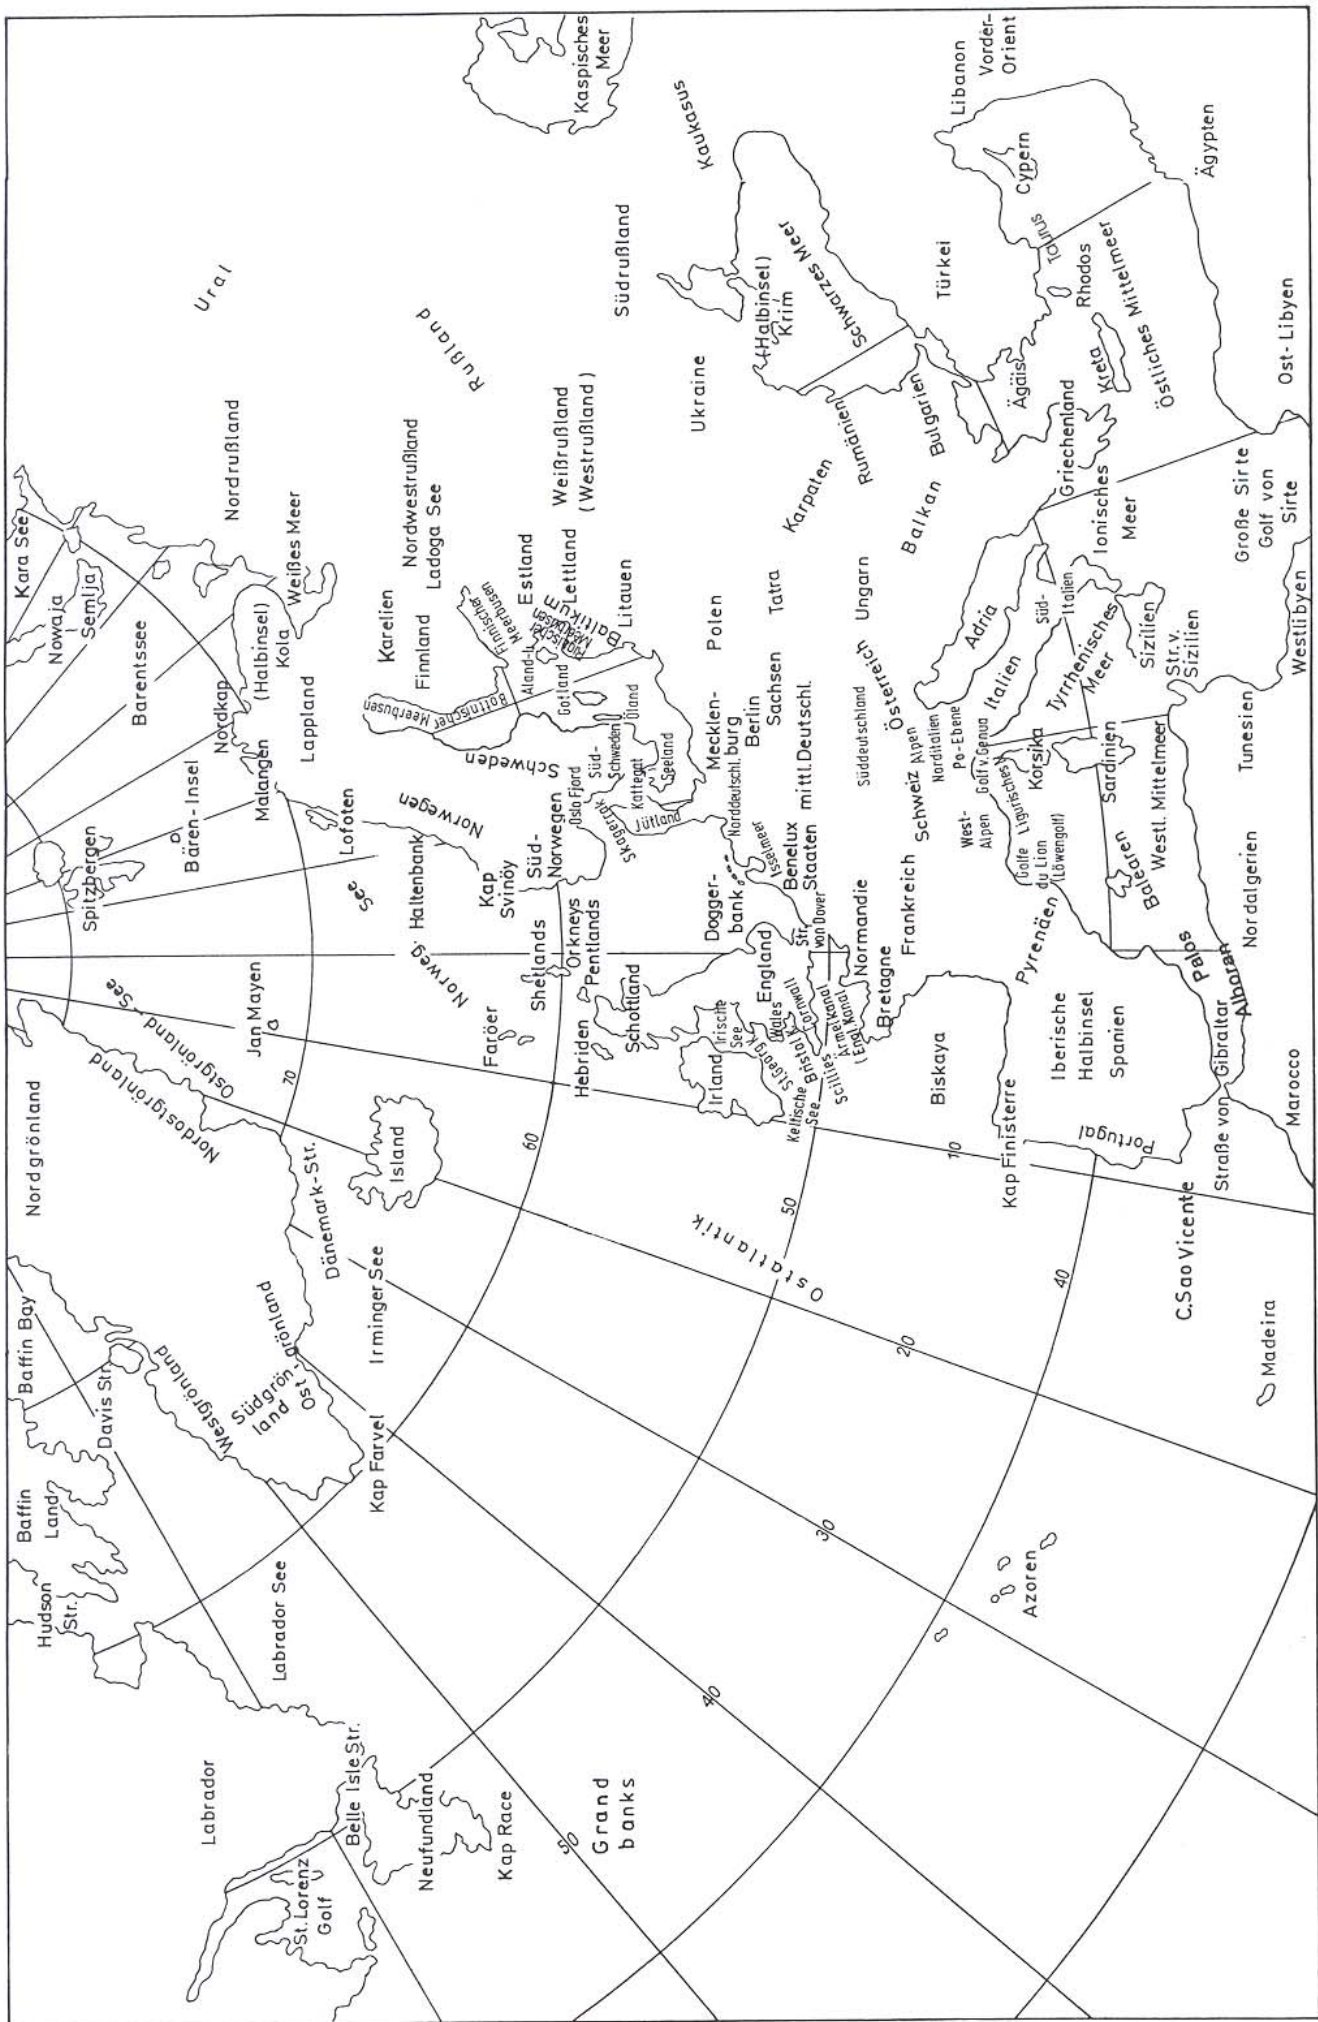 Hudson
Str.
Baffin
Land
Baffin Bay
Davis Str.
Nordgrönland
Nordostgrönland
Ostgrönland-See
Westgrönland
Südgrön-
land
Ost-grönland
Kap Farvel
Labrador See
Labrador
Belle Isle Str.
St. Lorenz
Golf
Neufundland
Kap Race
Grand
banks
Dänemark-Str.
Irminger See
Island
Jan Mayen
70
60
50
40
10
20
30
40
50
Spitzbergen
Bären-Insel
Barentssee
Nowaja
Semlja
Kara See
Nordkap
Malangen
(Halbinsel)
Kola
Weißes Meer
Nordrußland
Ural
Lappland
Lofoten
Norweg. See
Haltenbank
Kap
Svinöy
Norwegen
Schweden
Süd-
Norwegen
Oslo Fjord
Süd-
Schweden
Skagerrak
Kattegat
Jütland
Seeland
Bottnischer Meerbusen
Finnischer
Meerbusen
Rigaischer
Meerbusen
Aland-I.
Gotland
Öland
Karelien
Finnland
Nordwestrußland
Ladoga See
Rußland
Estland
Lettland
Baltikum
Litauen
Weißrußland
(Westrußland)
Südrußland
Kaspisches
Meer
Kaukasus
Ukraine
(Halbinsel)
Krim
Schwarzes Meer
Färöer
Shetlands
Orkneys
Pentlands
Hebriden
Schottland
Irland
Irische
See
England
Wales
St.Georg K.
Bristol K.
Cornwall
Keltische
See
Scillies
Ärmelkanal
(Engl. Kanal)
Str.
von Dover
Dogger-
bank
Isselmeer
Benelux
Staaten
Norddeutschl.
Mecklen-
burg
Berlin
Sachsen
mittl. Deutschl.
Süddeutschland
Polen
Tatra
Karpaten
Rumänien
Bulgarien
Balkan
Ungarn
Österreich
Schweiz
Alpen
Norditalien
Po-Ebene
Golf v. Genua
West-
Alpen
Golfe
du Lion
(Löwengolf)
Ligurisches M.
Korsika
Sardinien
Italien
Adria
Süd-
Italien
Tyrrhenisches
Meer
Sizilien
Str. v.
Sizilien
Ionisches
Meer
Griechenland
Ägäis
Kreta
Rhodos
Östliches Mittelmeer
Türkei
Taurus
Cypern
Libanon
Vorder-
Orient
Ägypten
Ost-Libyen
Große Sirte
Golf von
Sirte
Westlibyen
Tunesien
Westl. Mittelmeer
Balearen
Nordalgerien
Palos
Alboran
Frankreich
Normandie
Bretagne
Biskaya
Pyrenäen
Iberische
Halbinsel
Spanien
Portugal
Kap Finisterre
C.Sao Vicente
Straße von Gibraltar
Marocco
Madeira
Azoren
Ostatlantik